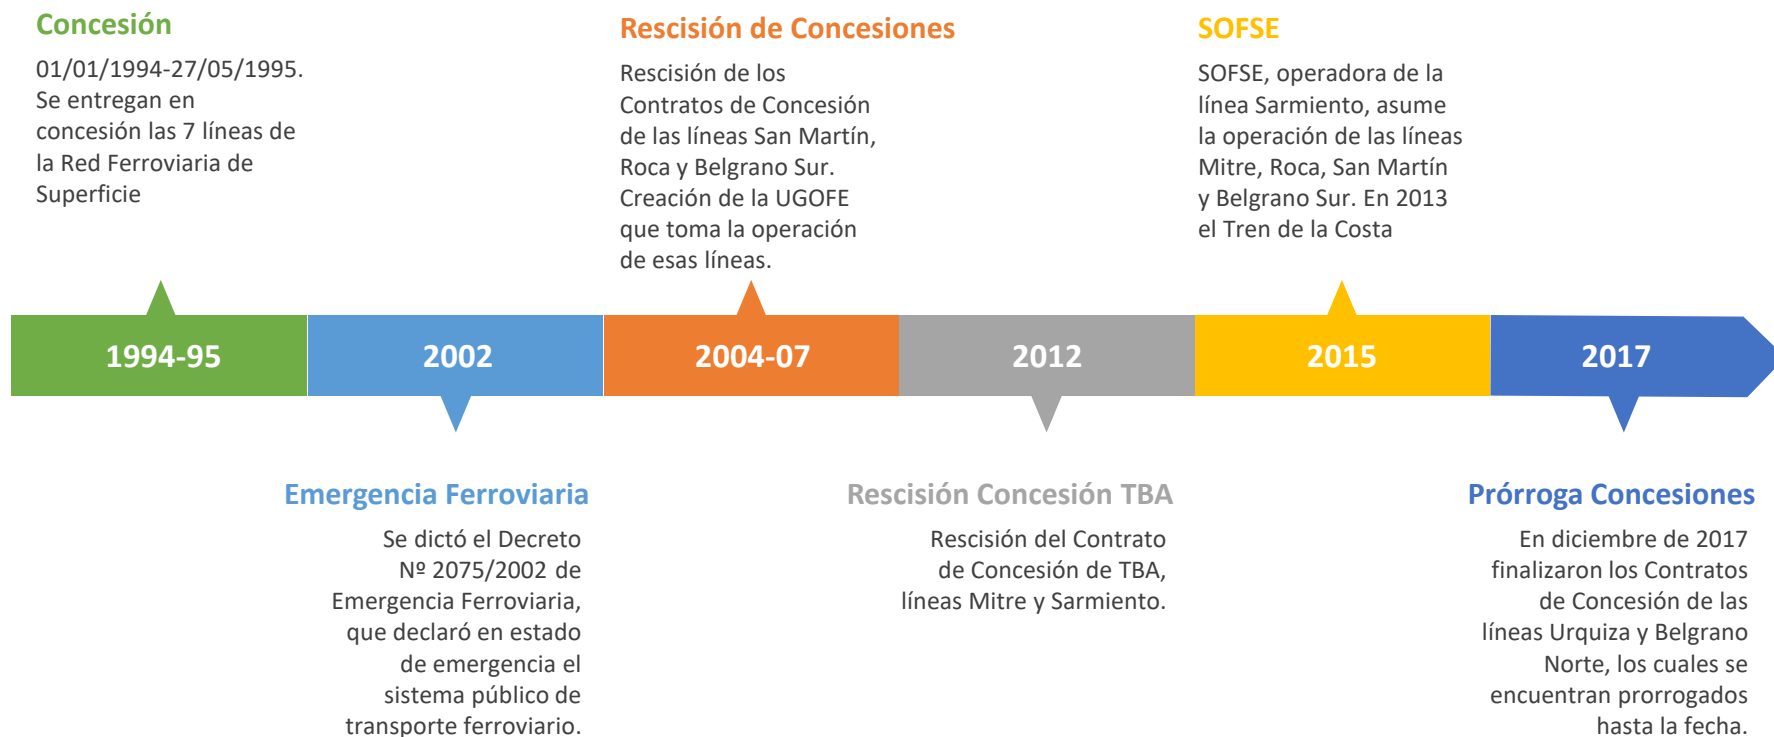 Concesión
01/01/1994-27/05/1995.
Se entregan en
concesión las 7 líneas de
la Red Ferroviaria de
Superficie
Rescisión de Concesiones
Rescisión de los
Contratos de Concesión
de las líneas San Martín,
Roca y Belgrano Sur.
Creación de la UGOFE
que toma la operación
de esas líneas.
SOFSE
SOFSE, operadora de la
línea Sarmiento, asume
la operación de las líneas
Mitre, Roca, San Martín
y Belgrano Sur. En 2013
el Tren de la Costa
1994-95
2002
2004-07
2012
2015
2017
Emergencia Ferroviaria
Se dictó el Decreto
Nº 2075/2002 de
Emergencia Ferroviaria,
que declaró en estado
de emergencia el
sistema público de
transporte ferroviario.
Rescisión Concesión TBA
Rescisión del Contrato
de Concesión de TBA,
líneas Mitre y Sarmiento.
Prórroga Concesiones
En diciembre de 2017
finalizaron los Contratos
de Concesión de las
líneas Urquiza y Belgrano
Norte, los cuales se
encuentran prorrogados
hasta la fecha.